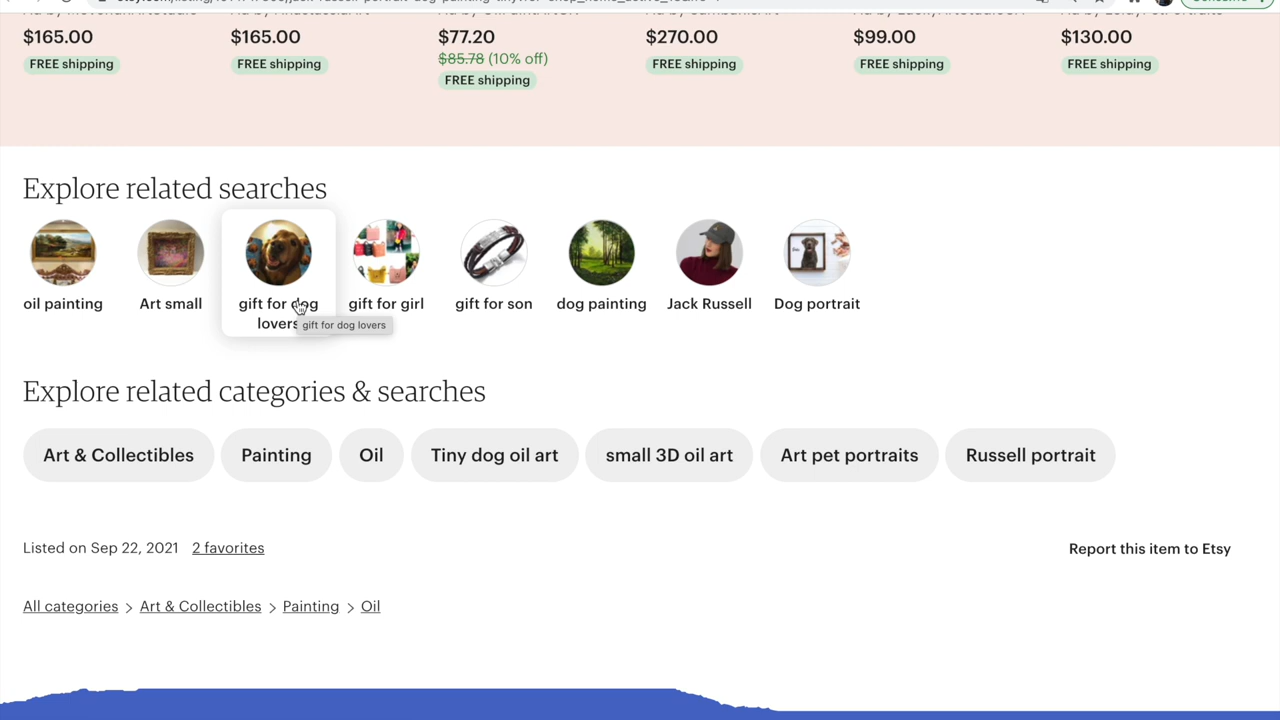 $165.00
$165.00
$77.20
$270.00
$99.00
$130.00
FREE shipping
FREE shipping
$85.78 (10% off)
FREE shipping
FREE shipping
FREE shipping
FREE shipping
Explore related searches
oil painting
Art small
gift for dog
lovers
gift for dog lovers
gift for girl
gift for son
dog painting
Jack Russell
Dog portrait
Explore related categories & searches
Art & Collectibles
Painting
Oil
Tiny dog oil art
small 3D oil art
Art pet portraits
Russell portrait
Listed on Sep 22, 2021 2 favorites
Report this item to Etsy
All categories > Art & Collectibles > Painting > Oil